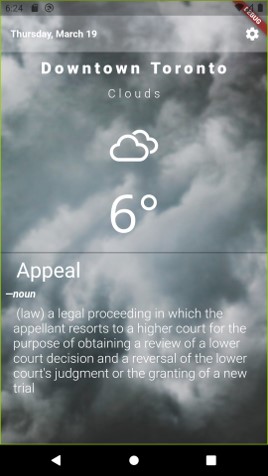 6:24
DEBUG
Thursday, March 19
Downtown Toronto
Clouds
6°
Appeal
—noun
(law) a legal proceeding in which the
appellant resorts to a higher court for the
purpose of obtaining a review of a lower
court decision and a reversal of the lower
court's judgment or the granting of a new
trial